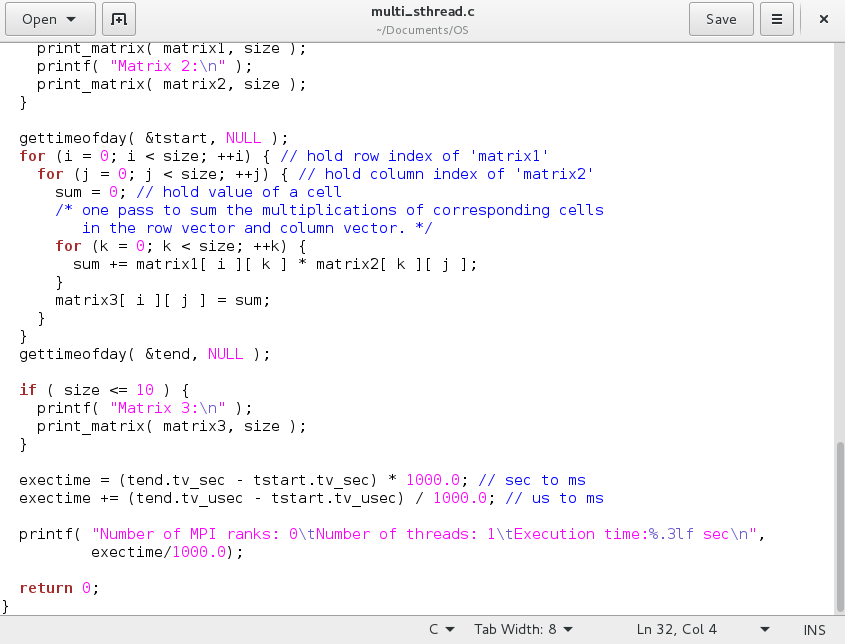 Open
multi_sthread.c
~/Documents/OS
Save
print_matrix( matrix1, size );
printf( "Matrix 2:\n" );
print_matrix( matrix2, size );
}
gettimeofday( &tstart, NULL );
for (i = 0; i < size; ++i) { // hold row index of 'matrix1'
for (j = 0; j < size; ++j) { // hold column index of 'matrix2'
sum = 0; // hold value of a cell
/* one pass to sum the multiplications of corresponding cells
in the row vector and column vector. */
for (k = 0; k < size; ++k) {
sum += matrix1[ i ][ k ] * matrix2[ k ][ j ];
}
matrix3[ i ][ j ] = sum;
}
}
gettimeofday( &tend, NULL );
if ( size <= 10 ) {
printf( "Matrix 3:\n" );
print_matrix( matrix3, size );
}
exectime = (tend.tv_sec - tstart.tv_sec) * 1000.0; // sec to ms
exectime += (tend.tv_usec - tstart.tv_usec) / 1000.0; // us to ms
printf( "Number of MPI ranks: 0\tNumber of threads: 1\tExecution time:%.3lf sec\n",
exectime/1000.0);
return 0;
}
C Tab Width: 8 Ln 32, Col 4 INS